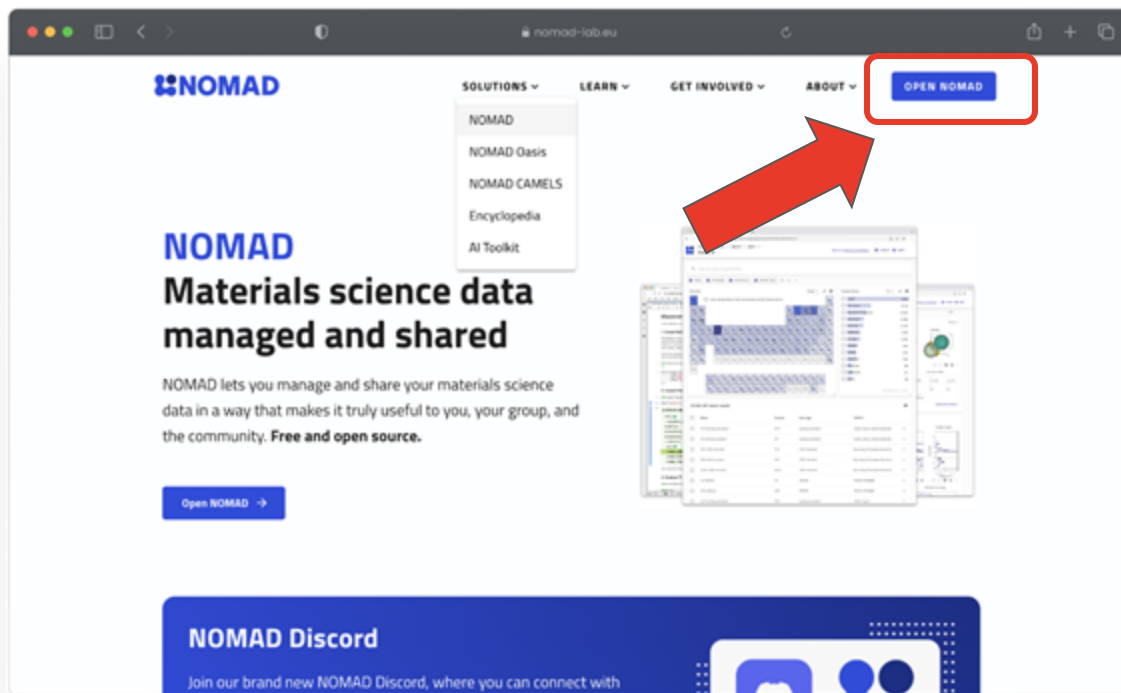 nomad-lab.eu
NOMAD
SOLUTIONS
LEARN
GET INVOLVED
ABOUT
OPEN NOMAD
NOMAD
NOMAD Oasis
NOMAD CAMELS
Encyclopedia
AI Toolkit
NOMAD
Materials science data
managed and shared
NOMAD lets you manage and share your materials science
data in a way that makes it truly useful to you, your group, and
the community. Free and open source.
Open NOMAD →
NOMAD Discord
Join our brand new NOMAD Discord, where you can connect with